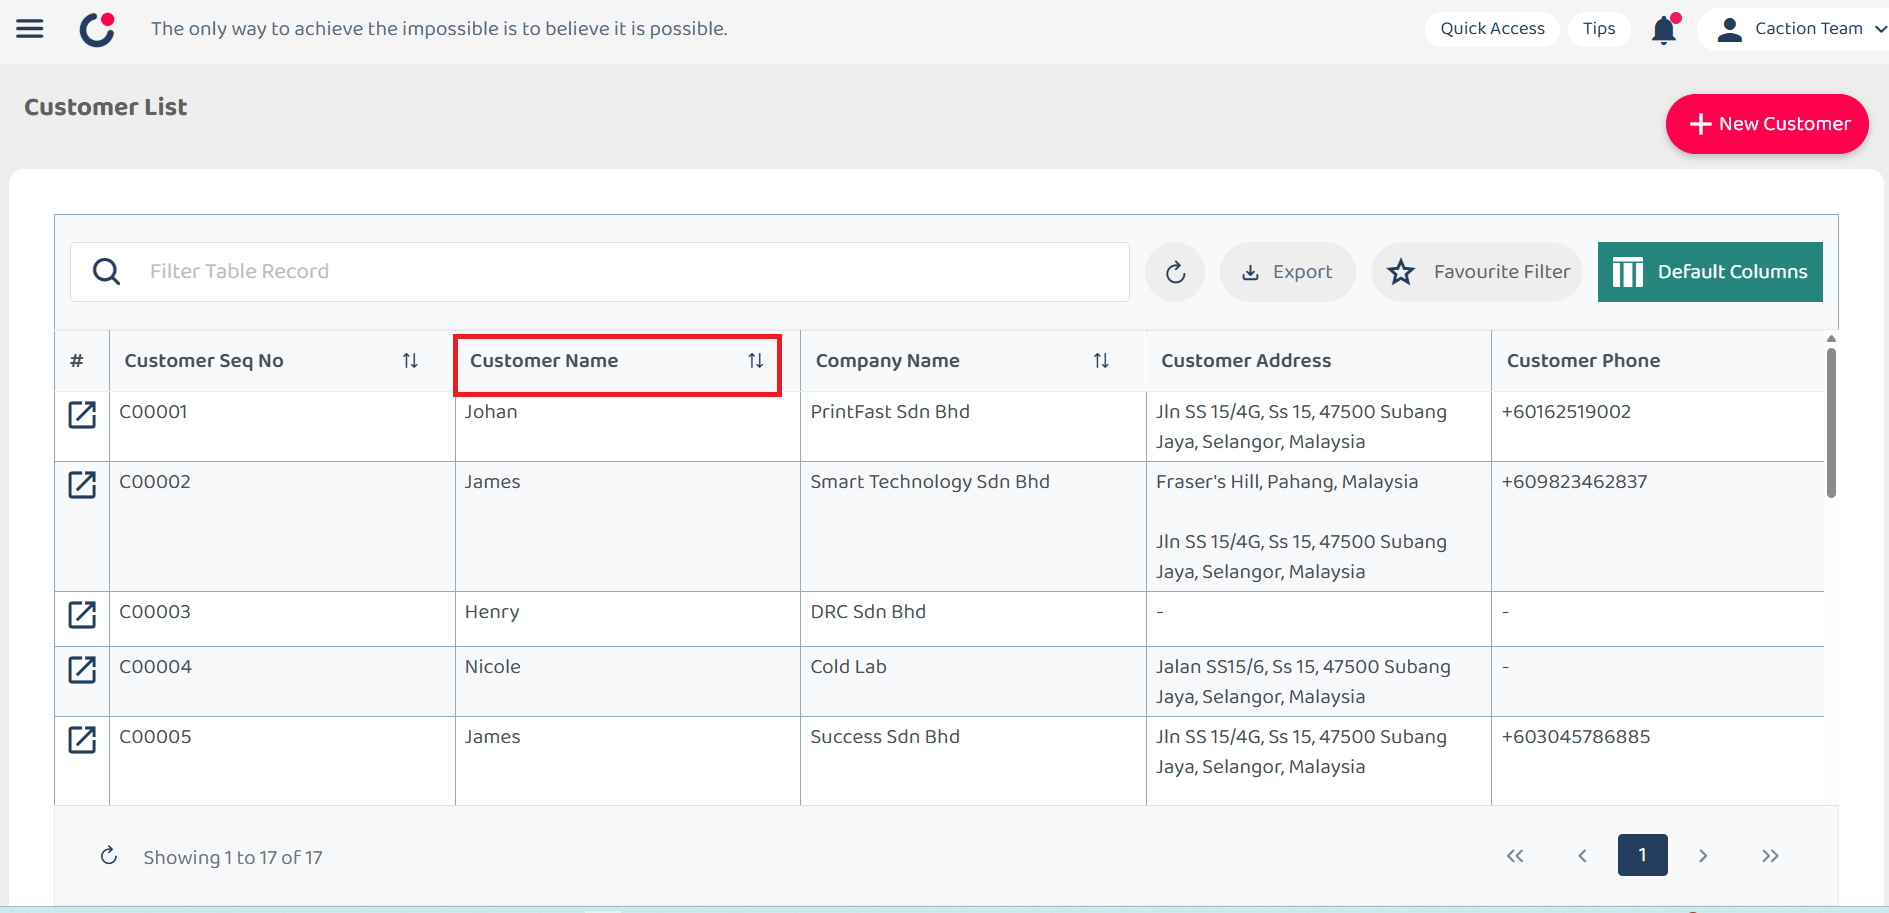 The only way to achieve the impossible is to believe it is possible.
Quick Access
Tips
Caction Team
Customer List
New Customer
Filter Table Record
Export
Favourite Filter
Default Columns
# Customer Seq No Customer Name Company Name Customer Address Customer Phone
C00001 Johan PrintFast Sdn Bhd Jln SS 15/4G, Ss 15, 47500 Subang +60162519002
Jaya, Selangor, Malaysia
C00002 James Smart Technology Sdn Bhd Fraser's Hill, Pahang, Malaysia +609823462837
Jln SS 15/4G, Ss 15, 47500 Subang
Jaya, Selangor, Malaysia
C00003 Henry DRC Sdn Bhd - -
C00004 Nicole Cold Lab Jalan SS15/6, Ss 15, 47500 Subang -
Jaya, Selangor, Malaysia
C00005 James Success Sdn Bhd Jln SS 15/4G, Ss 15, 47500 Subang +603045786885
Jaya, Selangor, Malaysia
Showing 1 to 17 of 17
1